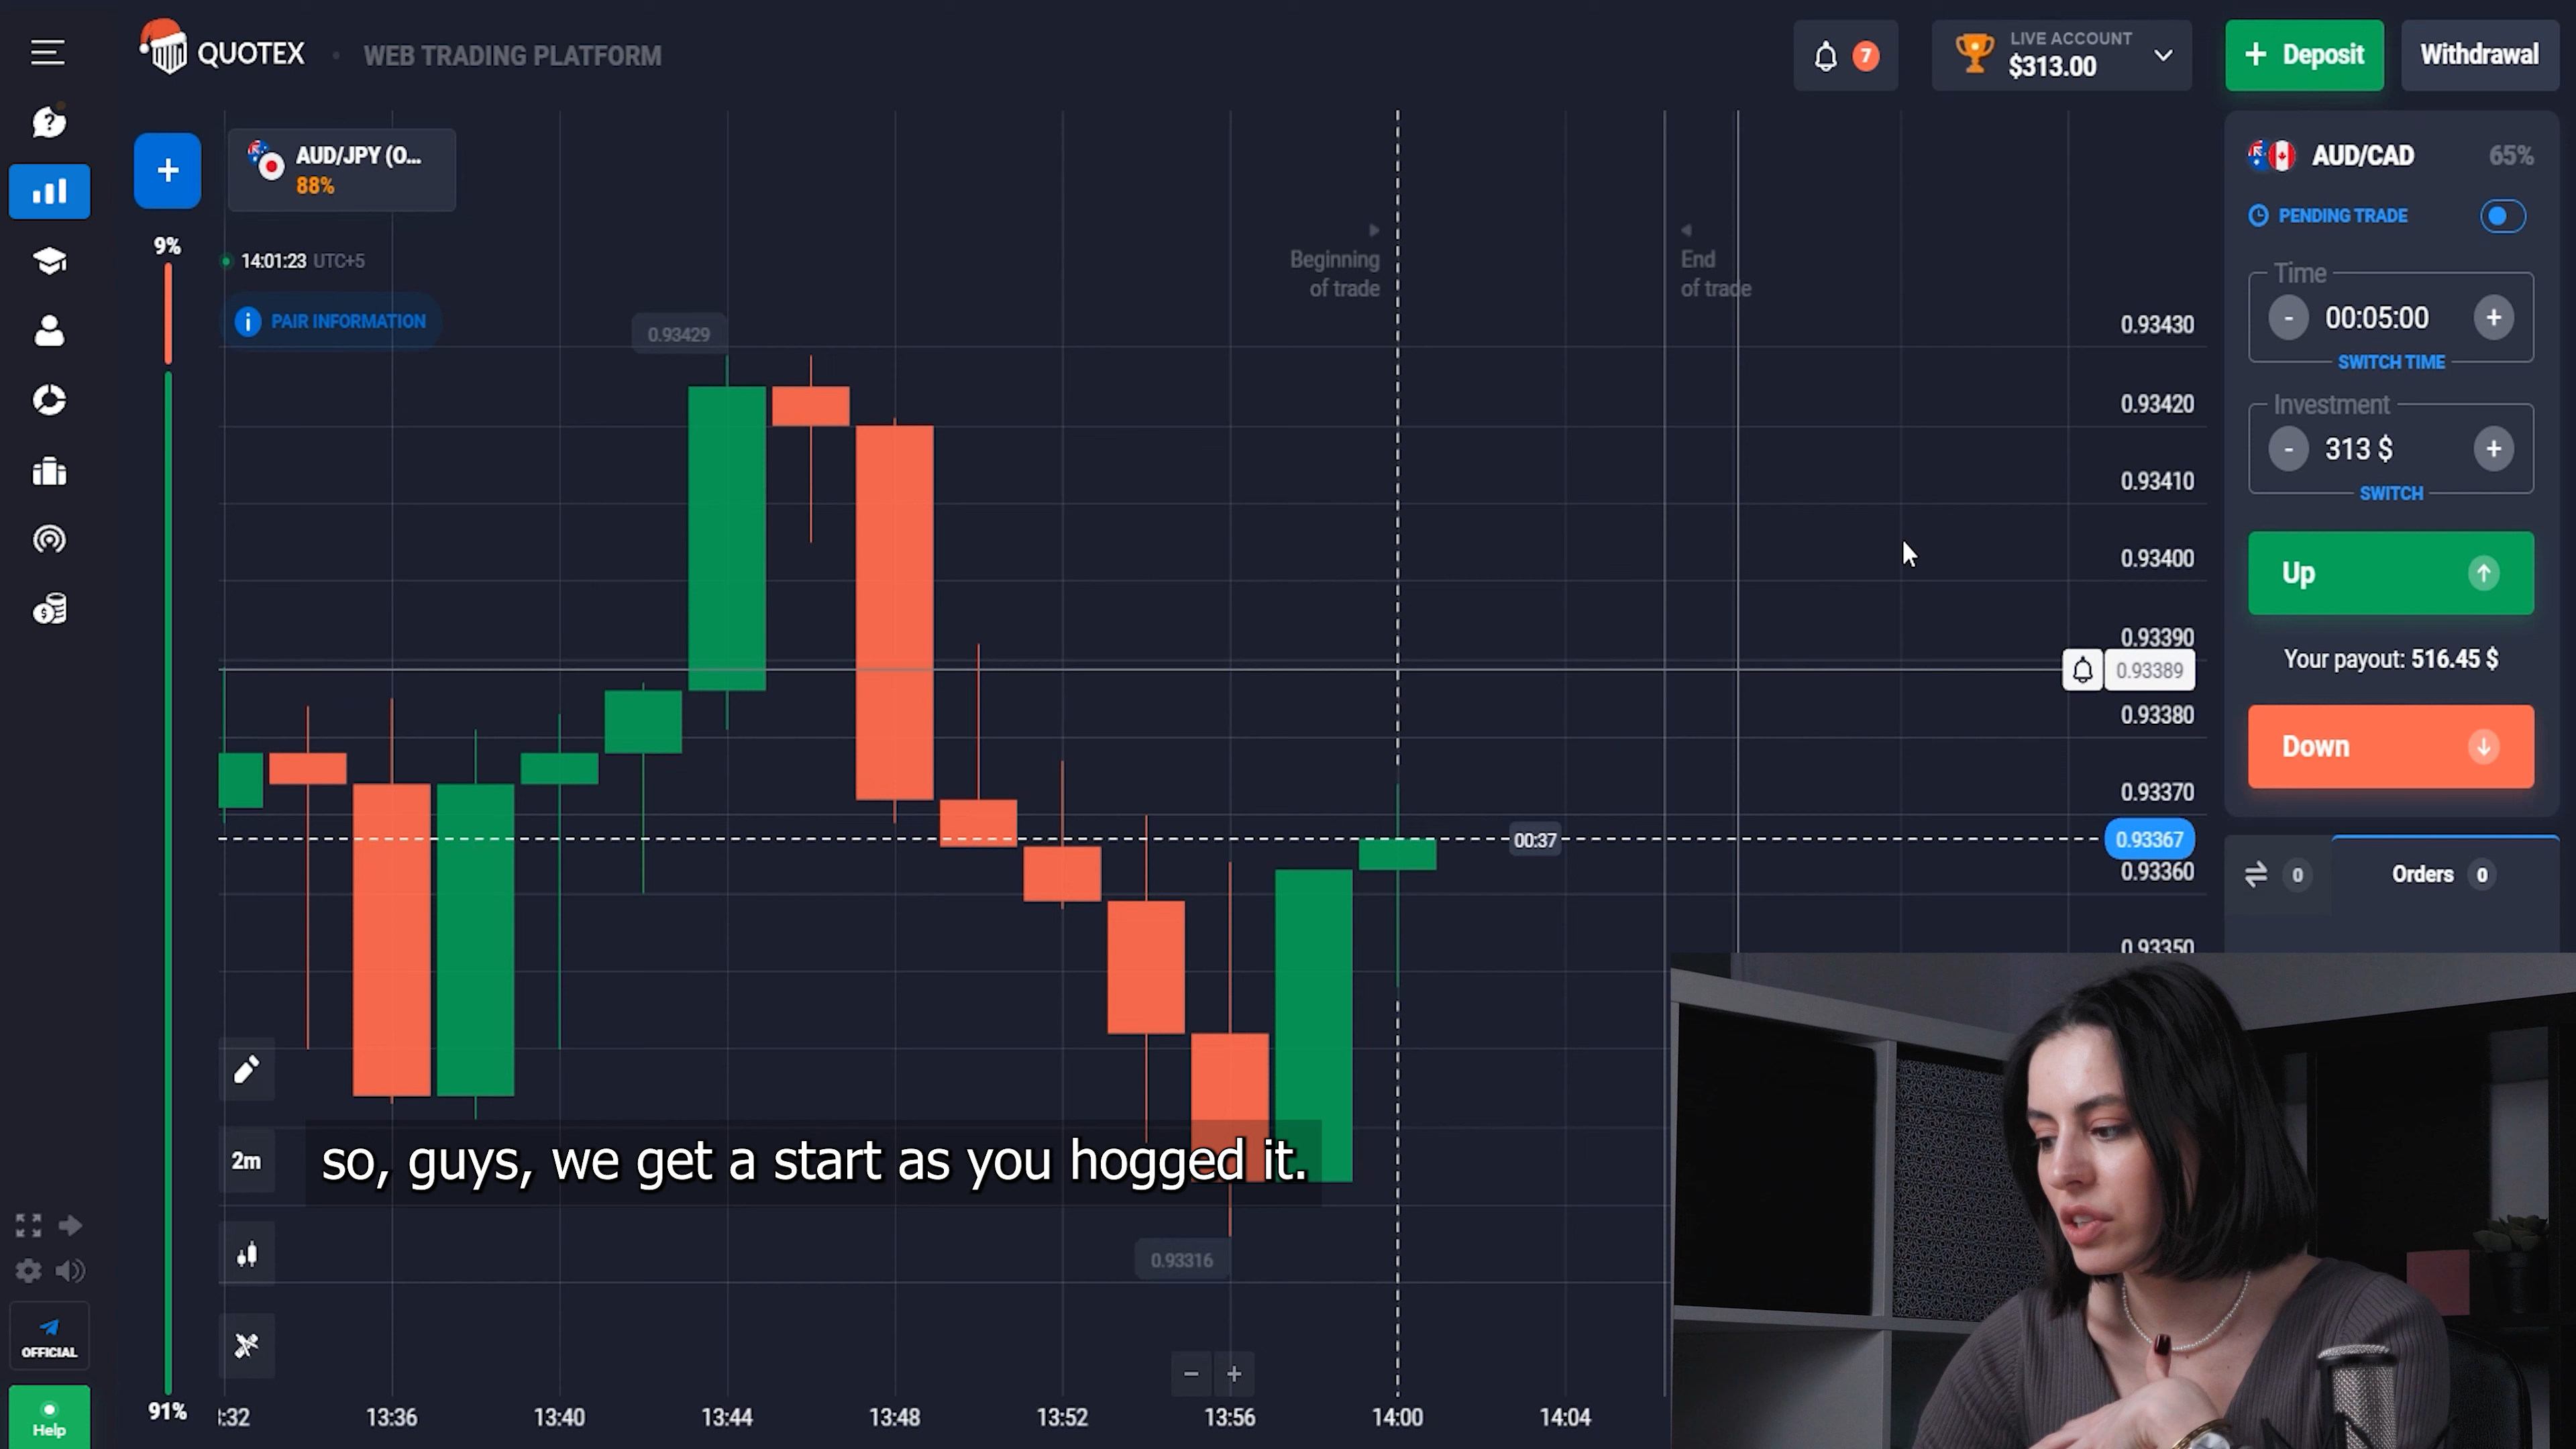 QUOTEX
WEB TRADING PLATFORM
7
LIVE ACCOUNT
$313.00
+ Deposit
Withdrawal
+
AUD/JPY (O...
88%
9%
14:01:23 UTC+5
PAIR INFORMATION
0.93429
Beginning
of trade
End
of trade
0.93430
0.93420
0.93410
0.93400
0.93390
0.93389
0.93380
0.93370
00:37
0.93367
0.93360
0.93350
0.93316
AUD/CAD
65%
PENDING TRADE
Time
- 00:05:00 +
SWITCH TIME
Investment
- 313 $ +
SWITCH
Up
Your payout: 516.45 $
Down
0
Orders 0
2m
so, guys, we get a start as you hogged it.
OFFICIAL
Help
91%
- +
:32
13:36
13:40
13:44
13:48
13:52
13:56
14:00
14:04